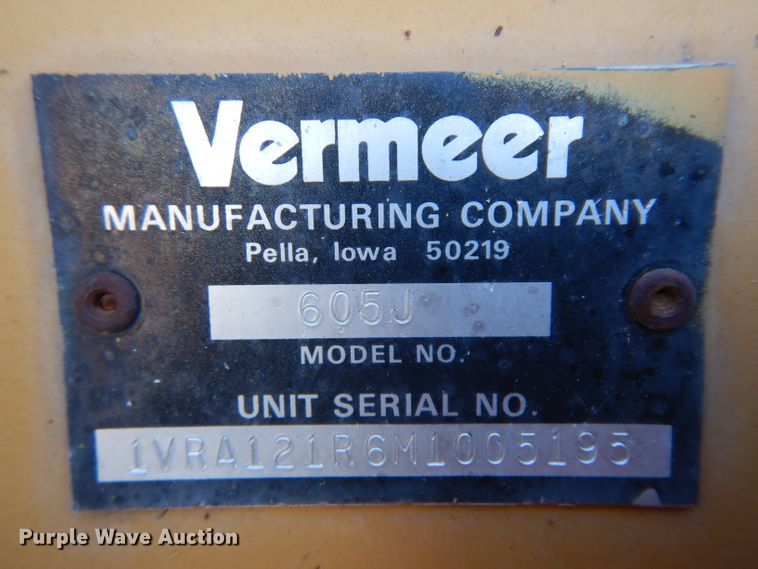 Vermeer
MANUFACTURING COMPANY
Pella, Iowa 50219
605J
MODEL NO.
UNIT SERIAL NO.
1VRA121R6M1005195
Purple Wave Auction